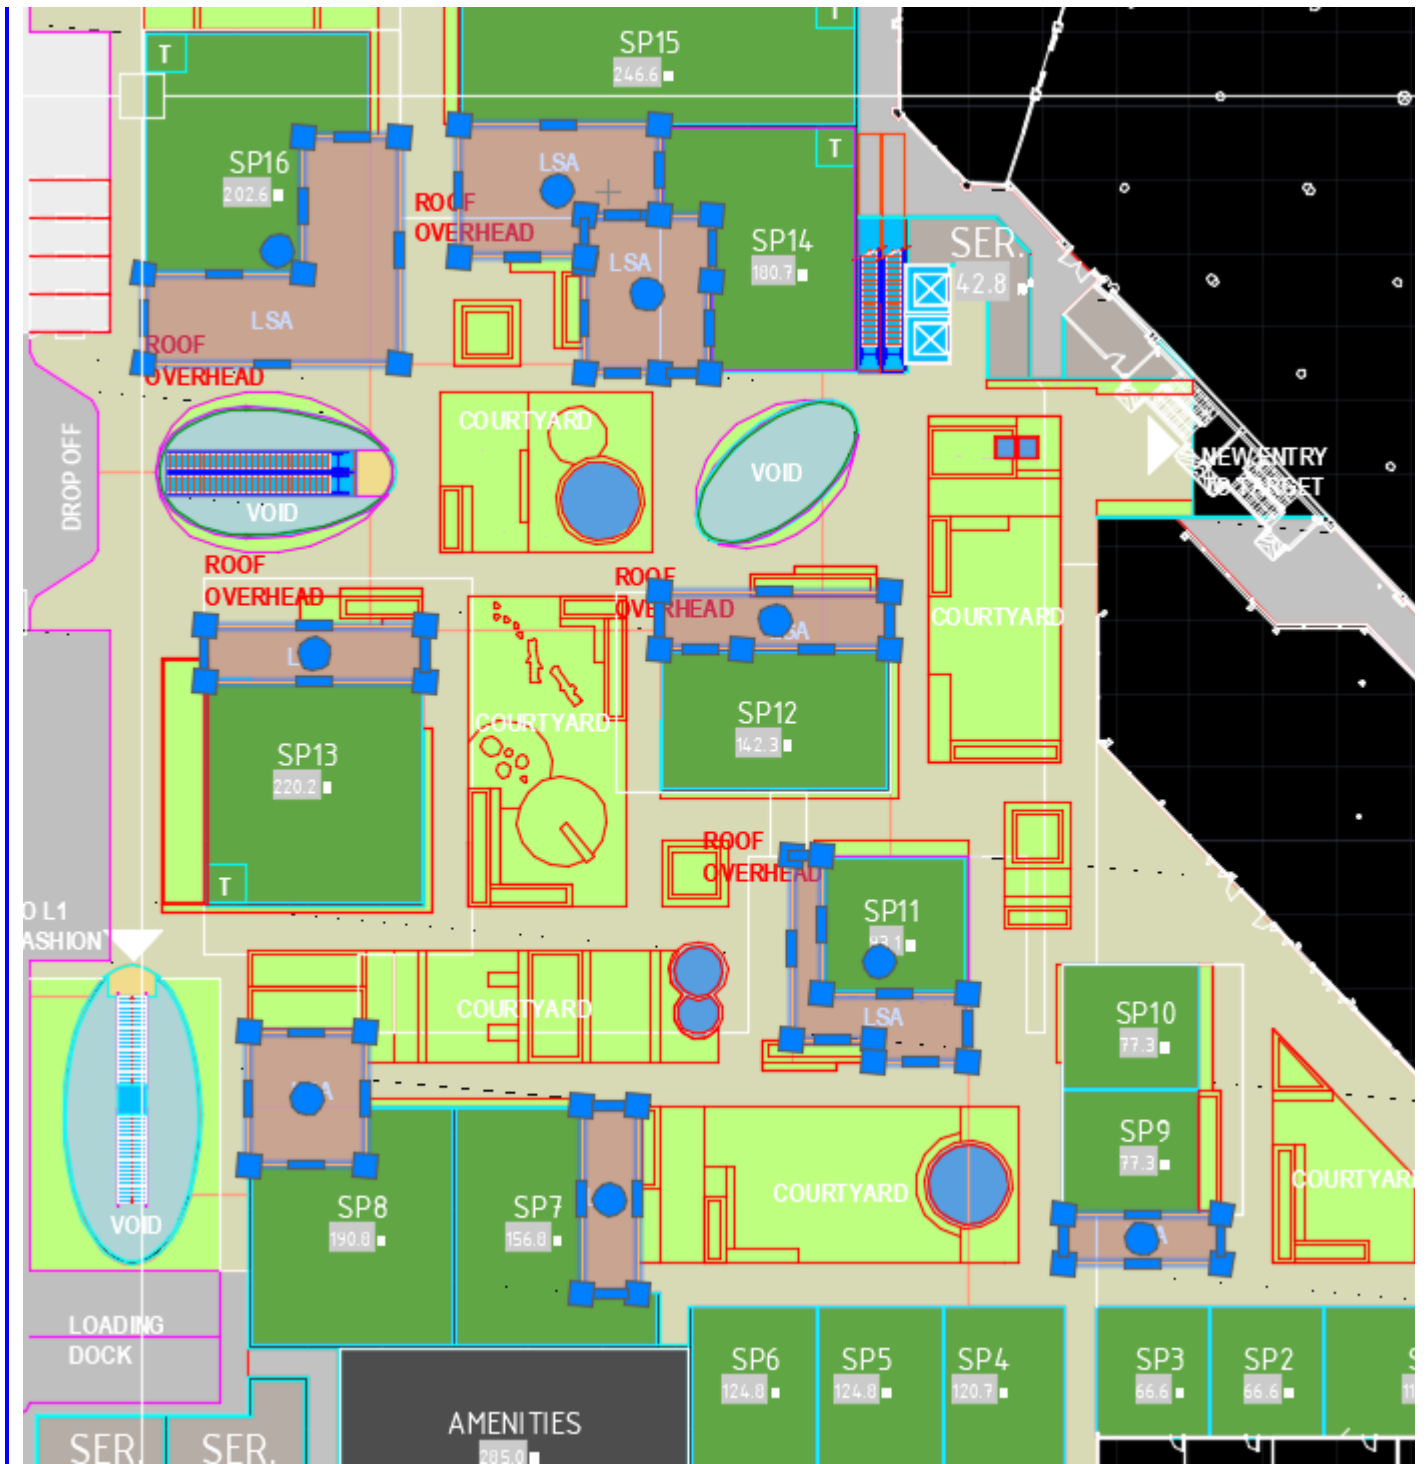 T
SP15
246.6
T
SP16
202.6
LSA
T
ROOF
OVERHEAD
SP14
180.7
SER.
42.8
LSA
LSA
ROOF
OVERHEAD
COURTYARD
DROP OFF
VOID
VOID
NEW ENTRY
TO TARGET
ROOF
OVERHEAD
ROOF
OVERHEAD
COURTYARD
SP12
142.3
COURTYARD
SP13
220.2
T
ROOF
OVERHEAD
SP11
O L1
ASHION
COURTYARD
LSA
SP10
77.3
SP9
77.3
COURTYARD
COURTYAR
SP8
190.8
SP7
156.8
VOID
LOADING
DOCK
SP6
124.8
SP5
124.8
SP4
120.7
SP3
66.6
SP2
66.6
S
11
AMENITIES
285.0
SER.
SER.